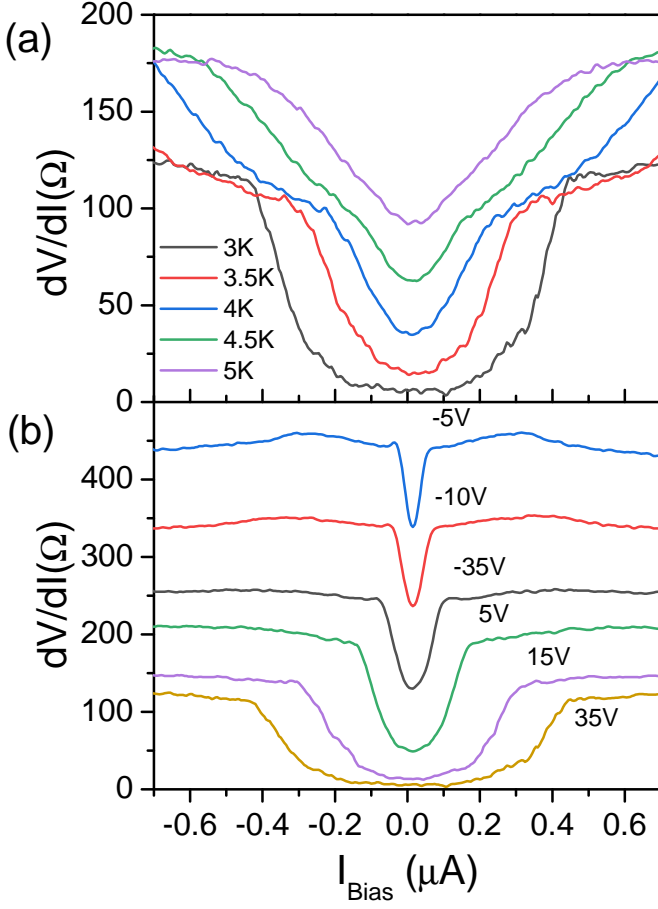 (a)
200
150
100
50
0
dV/dI(Ω)
3K
3.5K
4K
4.5K
5K
(b)
400
300
200
100
0
dV/dI(Ω)
-5V
-10V
-35V
5V
15V
35V
-0.6 -0.4 -0.2 0.0 0.2 0.4 0.6
I_Bias (μA)